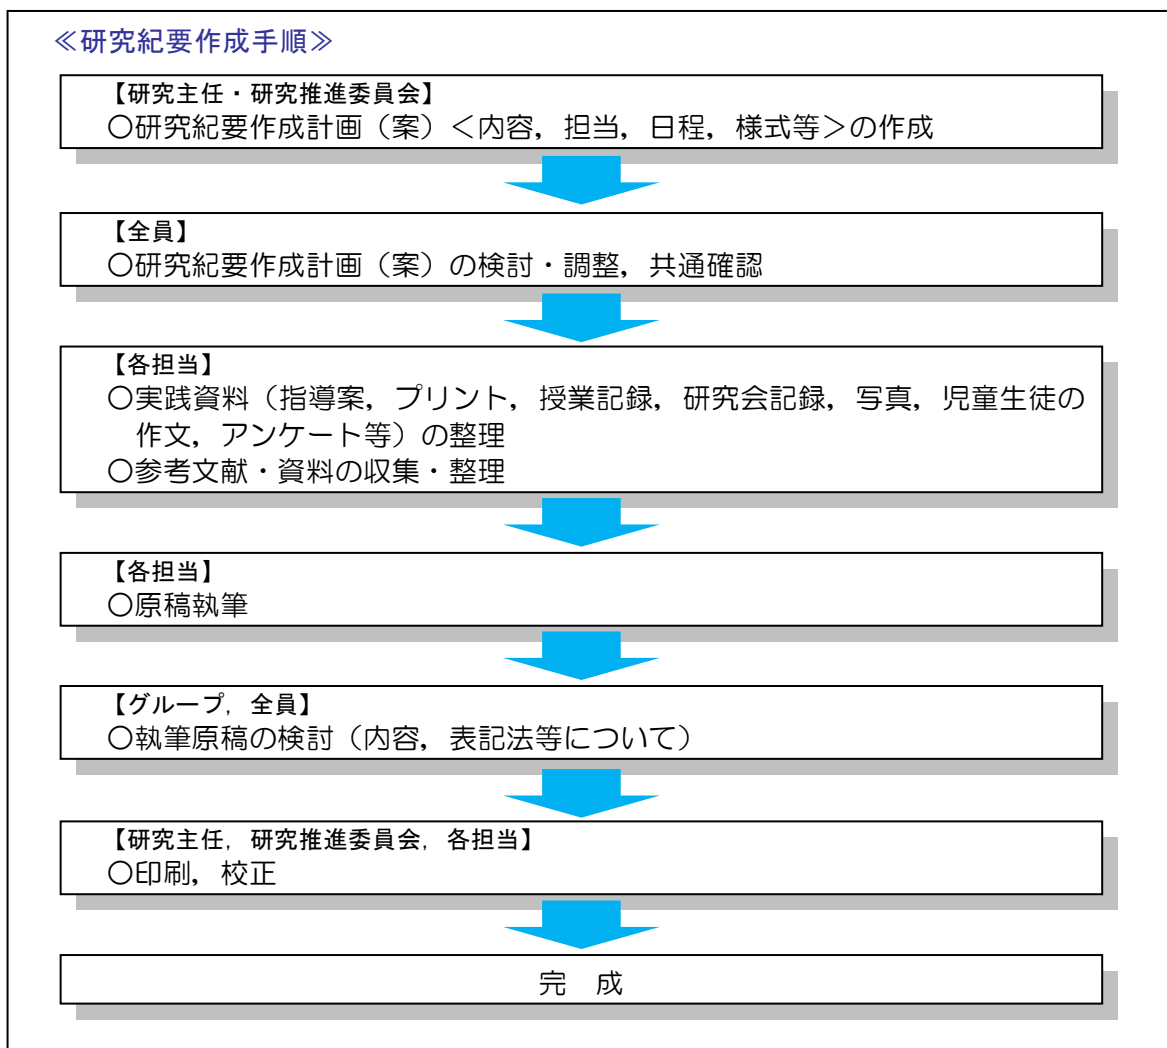 ≪研究紀要作成手順≫
【研究主任・研究推進委員会】
○研究紀要作成計画（案）＜内容，担当，日程，様式等＞の作成
【全員】
○研究紀要作成計画（案）の検討・調整，共通確認
【各担当】
○実践資料（指導案，プリント，授業記録，研究会記録，写真，児童生徒の
作文，アンケート等）の整理
○参考文献・資料の収集・整理
【各担当】
○原稿執筆
【グループ，全員】
○執筆原稿の検討（内容，表記法等について）
【研究主任，研究推進委員会，各担当】
○印刷，校正
完　成